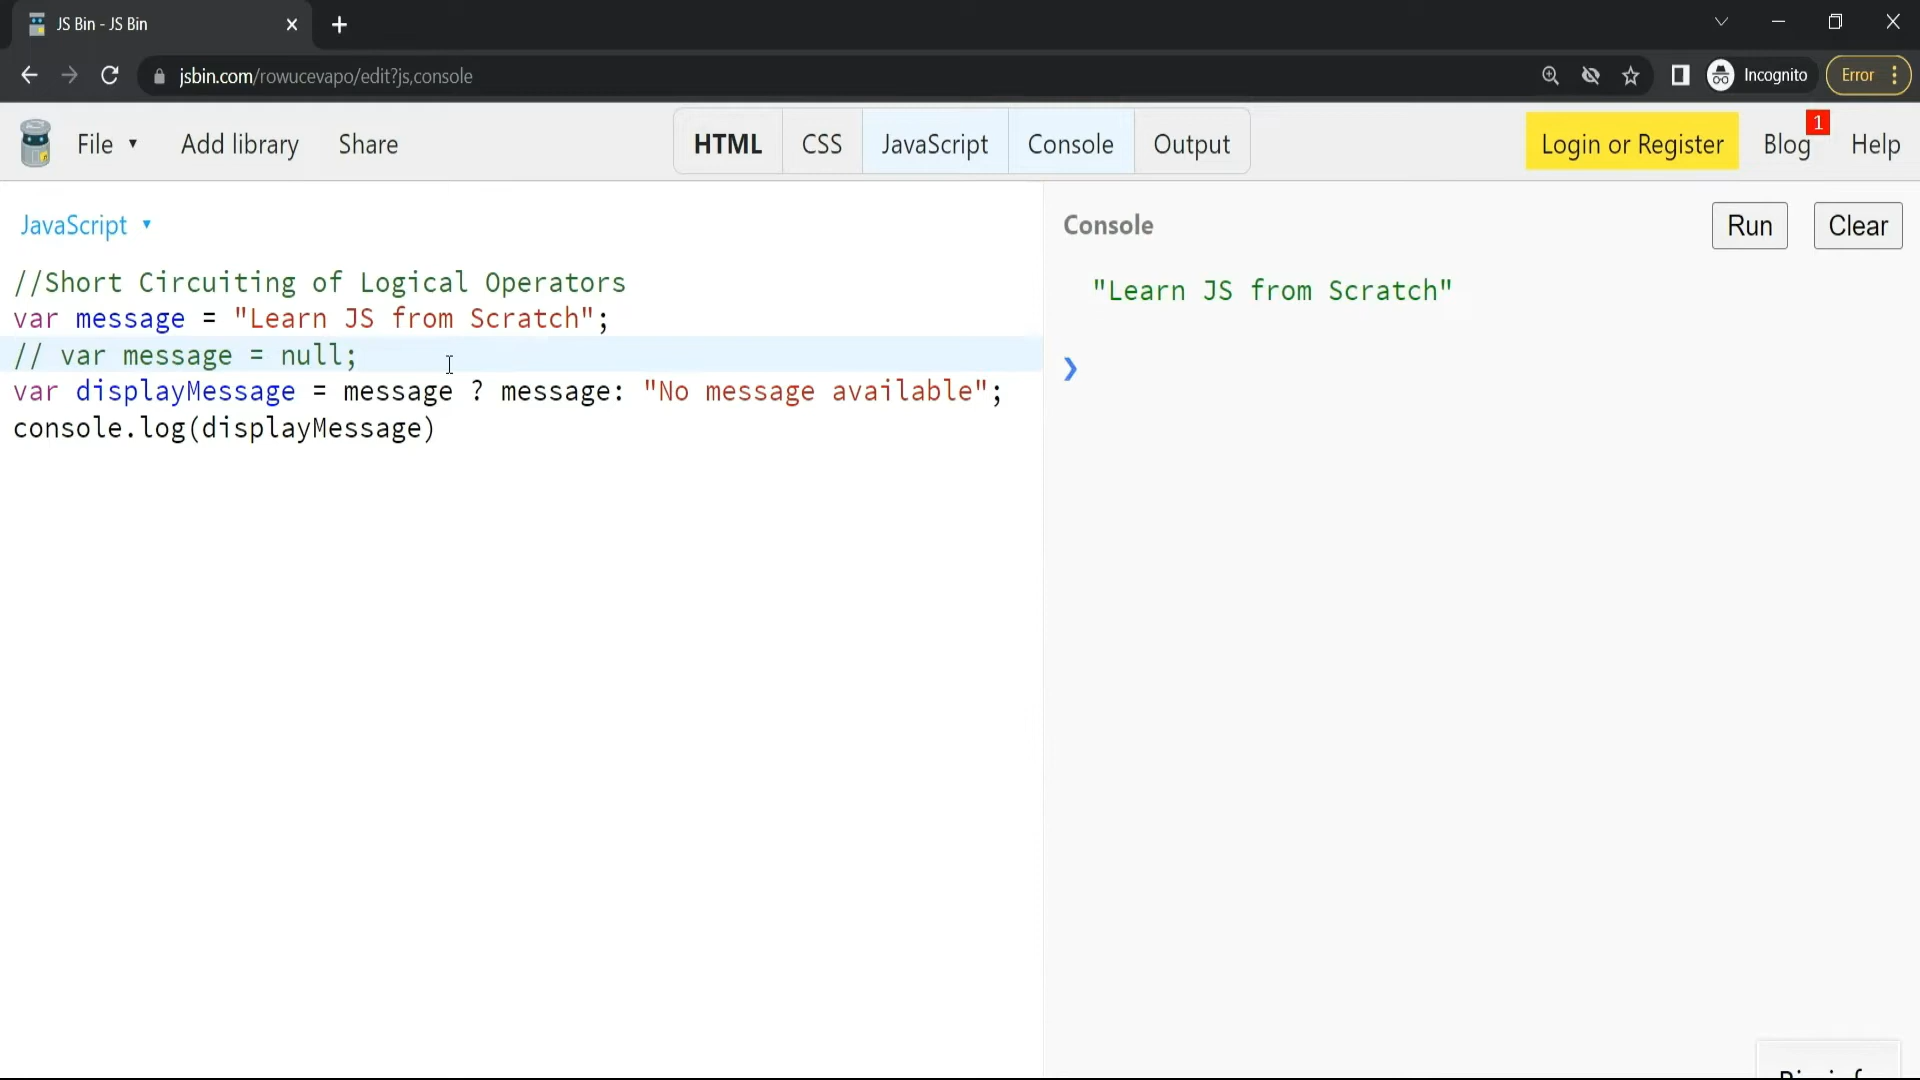 JS Bin - JS Bin
jsbin.com/rowucevapo/edit?js,console
Incognito
Error
File
Add library
Share
HTML
CSS
JavaScript
Console
Output
Login or Register
Blog
1
Help
JavaScript
Console
Run
Clear
//Short Circuiting of Logical Operators
var message = "Learn JS from Scratch";
// var message = null;
var displayMessage = message ? message: "No message available";
console.log(displayMessage)
"Learn JS from Scratch"